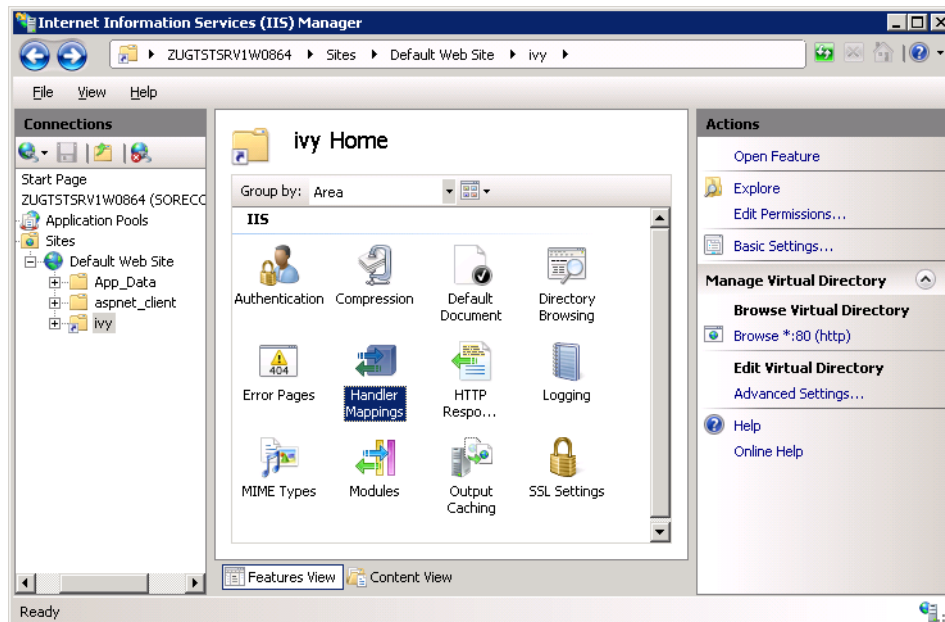 Internet Information Services (IIS) Manager
ZUGTSTSRV1W0864 Sites Default Web Site ivy
File View Help
Connections
Start Page
ZUGTSTSRV1W0864 (SORECC
Application Pools
Sites
Default Web Site
App_Data
aspnet_client
ivy
ivy Home
Group by: Area
IIS
Authentication Compression Default Document Directory Browsing
404
Error Pages Handler Mappings HTTP Respo... Logging
MIME Types Modules Output Caching SSL Settings
Features View Content View
Actions
Open Feature
Explore
Edit Permissions...
Basic Settings...
Manage Virtual Directory
Browse Virtual Directory
Browse *:80 (http)
Edit Virtual Directory
Advanced Settings...
Help
Online Help
Ready